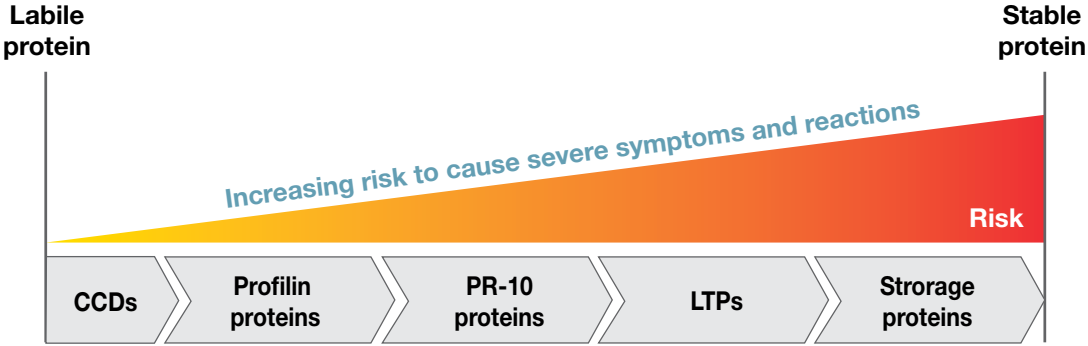 Labile
protein
Stable
protein
Increasing risk to cause severe symptoms and reactions
Risk
CCDs
Profilin
proteins
PR-10
proteins
LTPs
Strorage
proteins